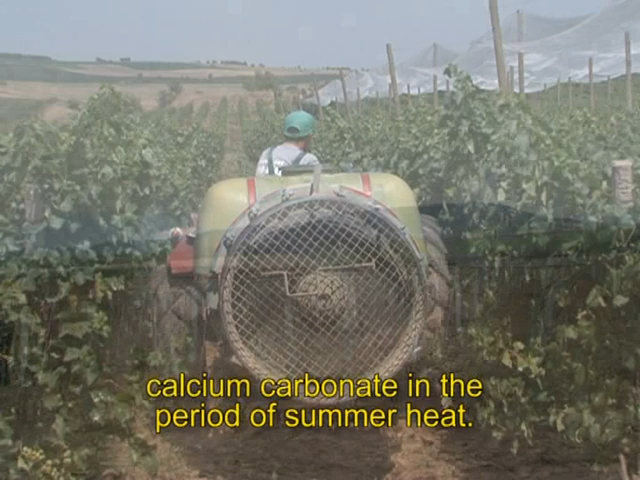 calcium carbonate in the
period of summer heat.